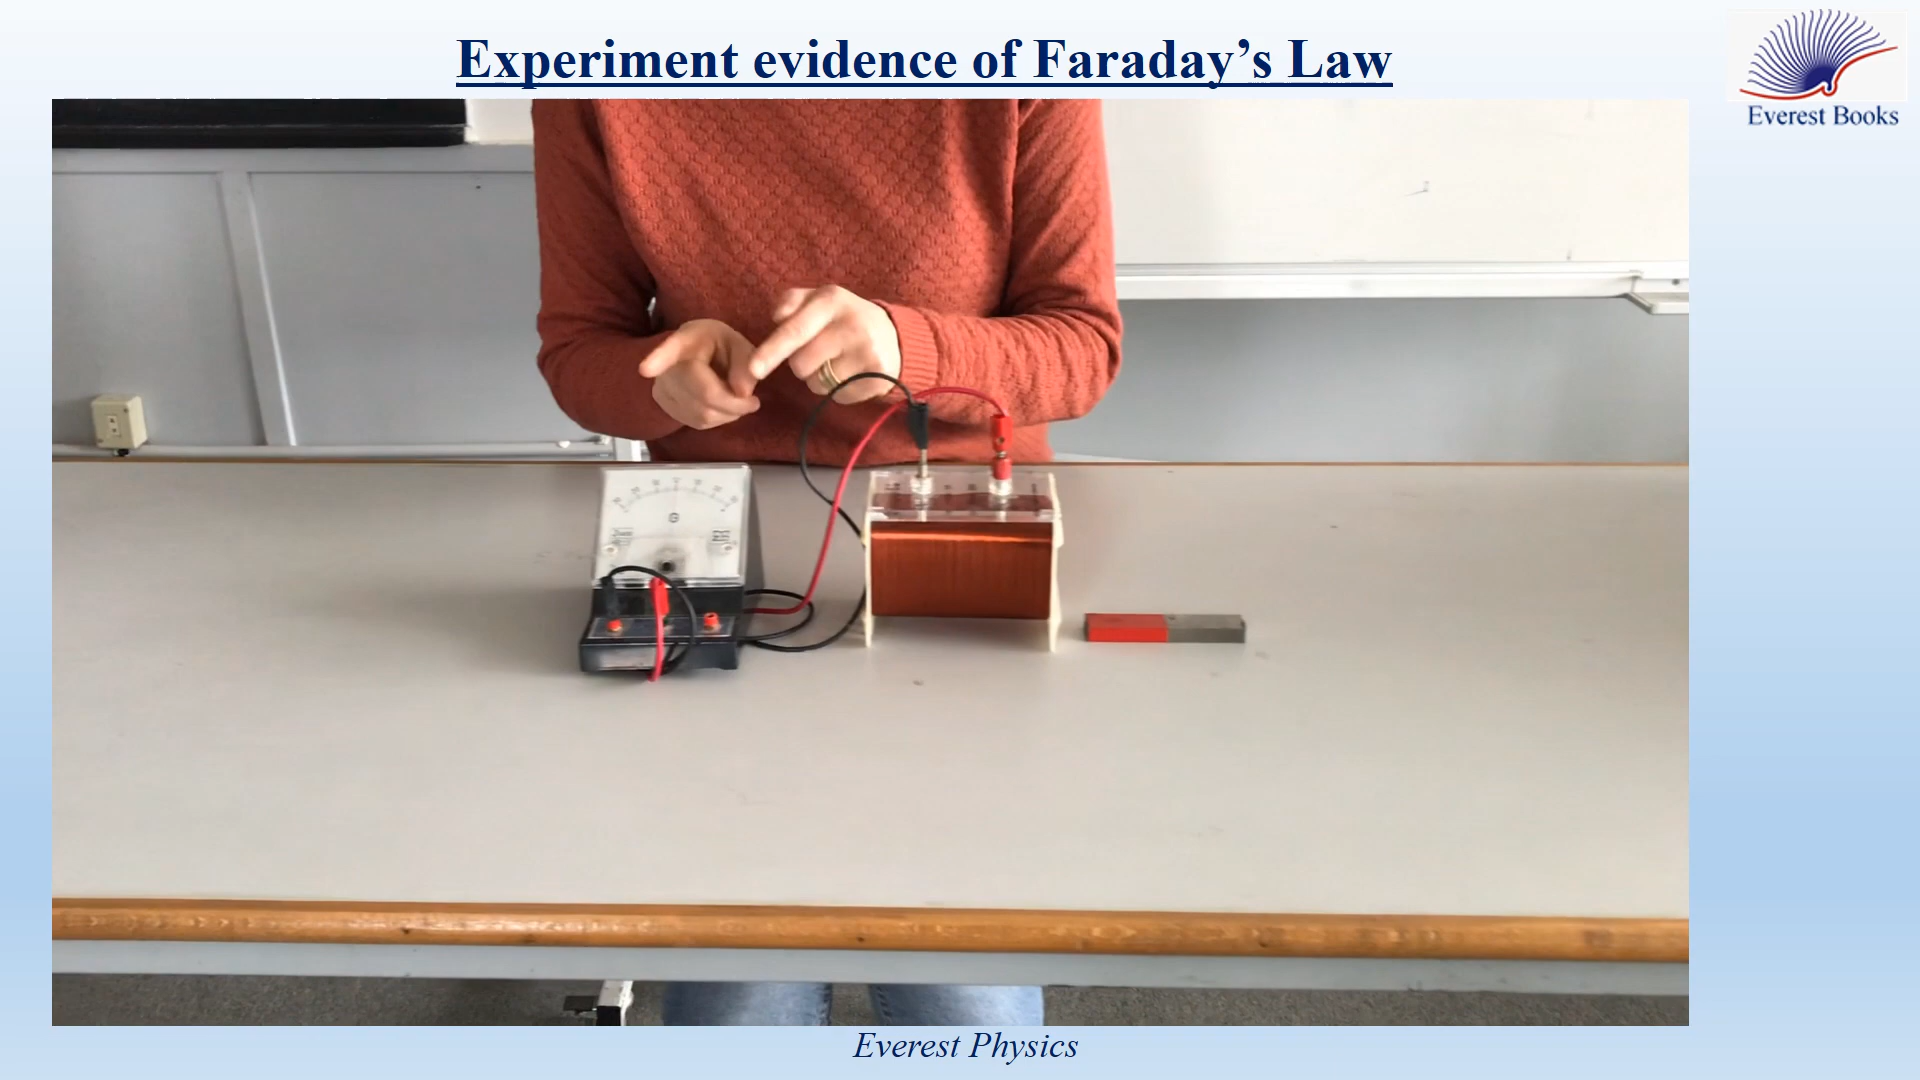 Experiment evidence of Faraday’s Law
Everest Books
G
Everest Physics